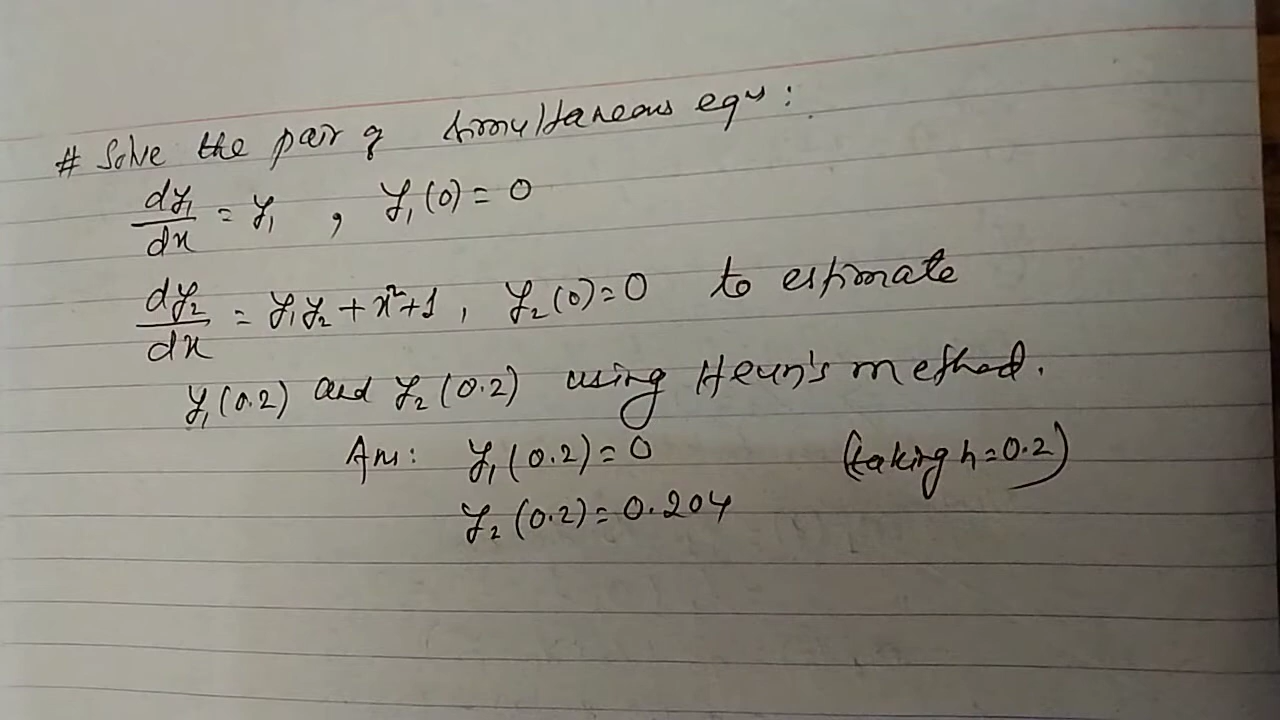 # Solve the pair of simultaneous eqns:
dy₁/dx = y₁ , y₁(0) = 0
dy₂/dx = y₁y₂ + x² + 1 , y₂(0) = 0 to estimate
y₁(0.2) and y₂(0.2) using Heun's method.
Ans: y₁(0.2) = 0 (taking h = 0.2)
y₂(0.2) = 0.204